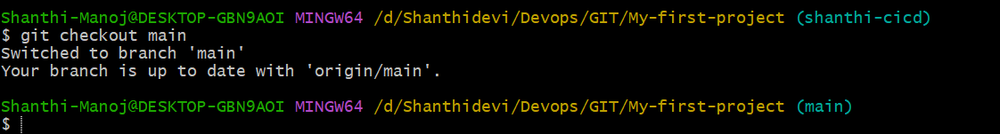 Shanthi-Manoj@DESKTOP-GBN9AOI MINGW64 /d/Shanthidevi/Devops/GIT/My-first-project (shanthi-cicd)
$ git checkout main
Switched to branch 'main'
Your branch is up to date with 'origin/main'.
Shanthi-Manoj@DESKTOP-GBN9AOI MINGW64 /d/Shanthidevi/Devops/GIT/My-first-project (main)
$